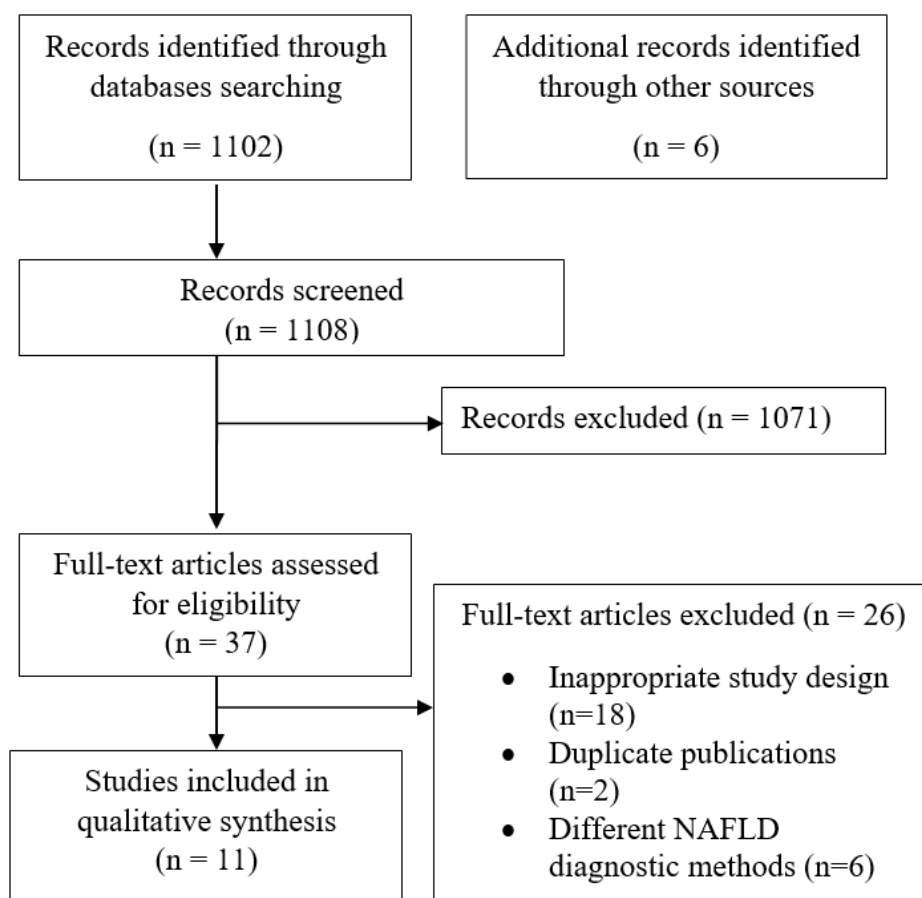 Records identified through
databases searching
(n = 1102)
Additional records identified
through other sources
(n = 6)
Records screened
(n = 1108)
Records excluded (n = 1071)
Full-text articles assessed
for eligibility
(n = 37)
Full-text articles excluded (n = 26)
• Inappropriate study design
(n=18)
• Duplicate publications
(n=2)
• Different NAFLD
diagnostic methods (n=6)
Studies included in
qualitative synthesis
(n = 11)